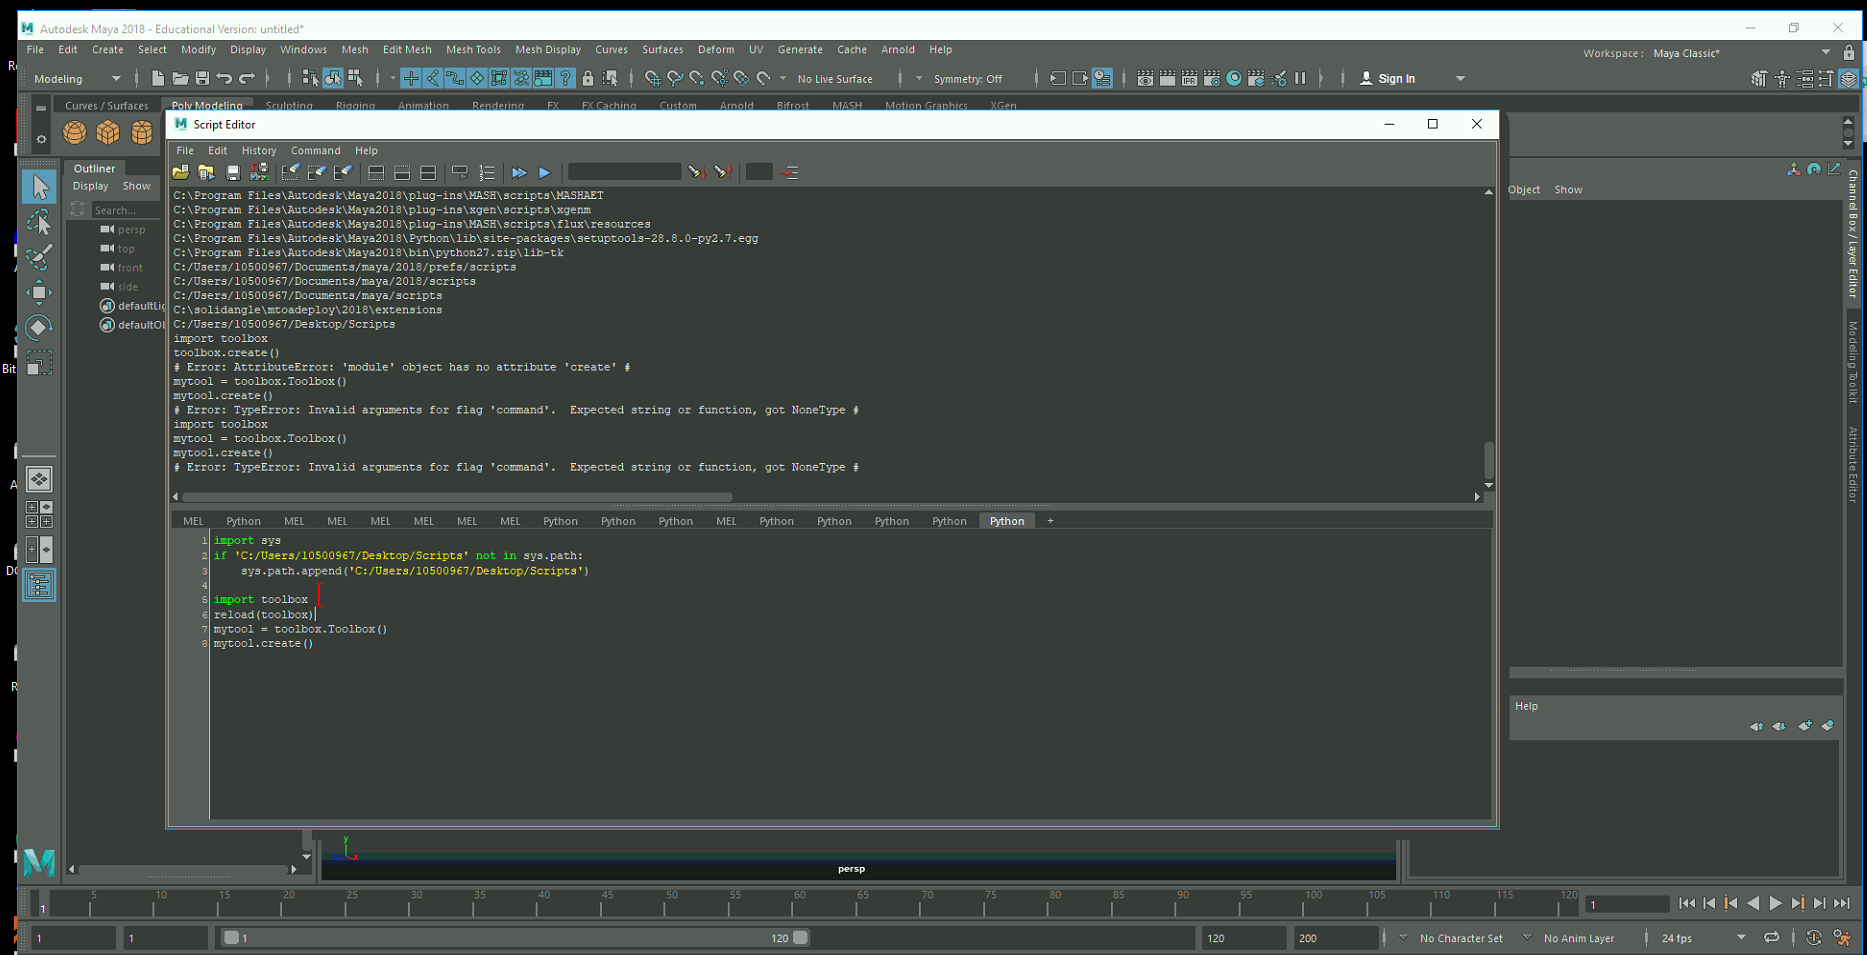 Autodesk Maya 2018 - Educational Version: untitled*
File Edit Create Select Modify Display Windows Mesh Edit Mesh Mesh Tools Mesh Display Curves Surfaces Deform UV Generate Cache Arnold Help
Workspace : Maya Classic*
Modeling
No Live Surface
Symmetry: Off
IPR
Sign In
Curves / Surfaces Poly Modeling Sculpting Rigging Animation Rendering FX FX Caching Custom Arnold Bifrost MASH Motion Graphics XGen
Script Editor
File Edit History Command Help
Outliner
Display Show
Search...
persp
top
front
side
defaultLi
defaultOl
C:\Program Files\Autodesk\Maya2018\plug-ins\MASH\scripts\MASHAET
C:\Program Files\Autodesk\Maya2018\plug-ins\xgen\scripts\xgenm
C:\Program Files\Autodesk\Maya2018\plug-ins\MASH\scripts\flux\resources
C:\Program Files\Autodesk\Maya2018\Python\lib\site-packages\setuptools-28.8.0-py2.7.egg
C:\Program Files\Autodesk\Maya2018\bin\python27.zip\lib-tk
C:/Users/10500967/Documents/maya/2018/prefs/scripts
C:/Users/10500967/Documents/maya/2018/scripts
C:/Users/10500967/Documents/maya/scripts
C:\solidangle\mtoadeploy\2018\extensions
C:/Users/10500967/Desktop/Scripts
import toolbox
toolbox.create()
# Error: AttributeError: 'module' object has no attribute 'create' #
mytool = toolbox.Toolbox()
mytool.create()
# Error: TypeError: Invalid arguments for flag 'command'.  Expected string or function, got NoneType #
import toolbox
mytool = toolbox.Toolbox()
mytool.create()
# Error: TypeError: Invalid arguments for flag 'command'.  Expected string or function, got NoneType #
MEL Python MEL MEL MEL MEL MEL MEL Python Python Python MEL Python Python Python Python Python +
1 import sys
2 if 'C:/Users/10500967/Desktop/Scripts' not in sys.path:
3     sys.path.append('C:/Users/10500967/Desktop/Scripts')
4
5 import toolbox
6 reload(toolbox)
7 mytool = toolbox.Toolbox()
8 mytool.create()
Object Show
Channel Box / Layer Editor
Modeling Toolkit
Attribute Editor
Help
Bit
y
x
persp
1 5 10 15 20 25 30 35 40 45 50 55 60 65 70 75 80 85 90 95 100 105 110 115 120
1
1 1 1 120 120 200 No Character Set No Anim Layer 24 fps